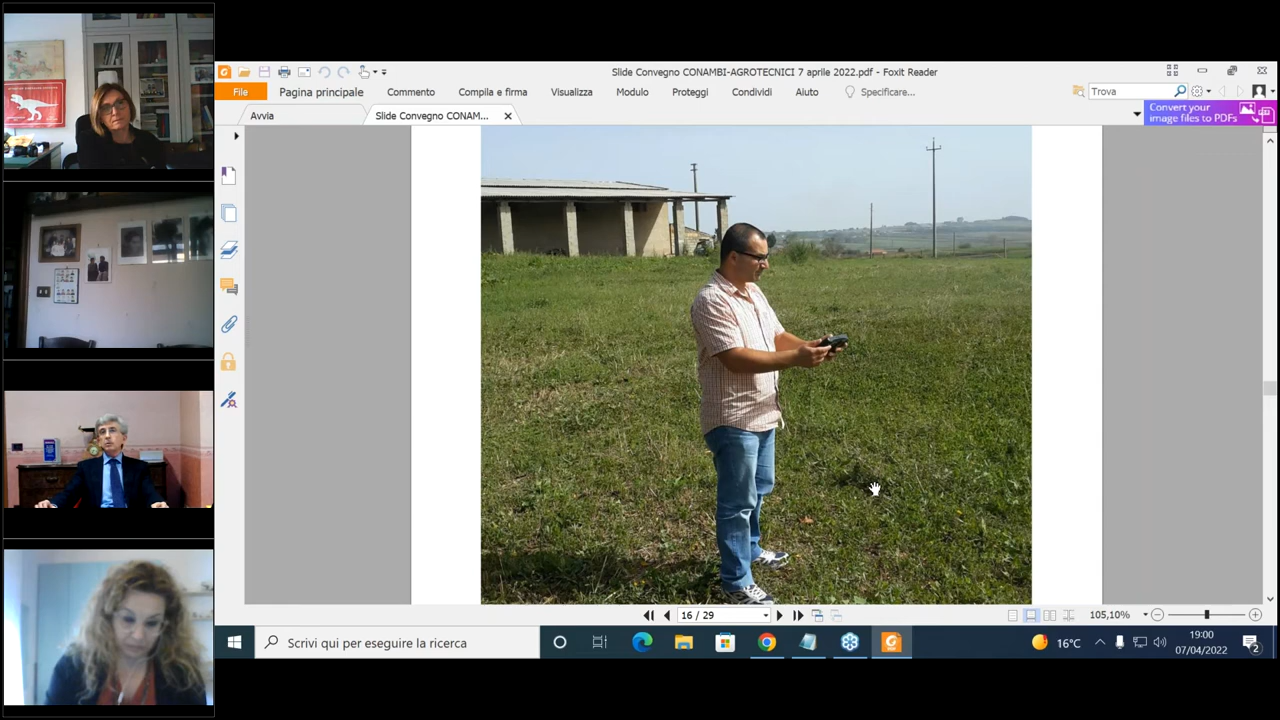 Slide Convegno CONAMBI-AGROTECNICI 7 aprile 2022.pdf - Foxit Reader
File Pagina principale Commento Compila e firma Visualizza Modulo Proteggi Condividi Aiuto Specificare... Trova
Convert your
image files to PDFs
Avvia Slide Convegno CONAM...
16 / 29 105,10%
Scrivi qui per eseguire la ricerca
16°C
19:00
07/04/2022
2